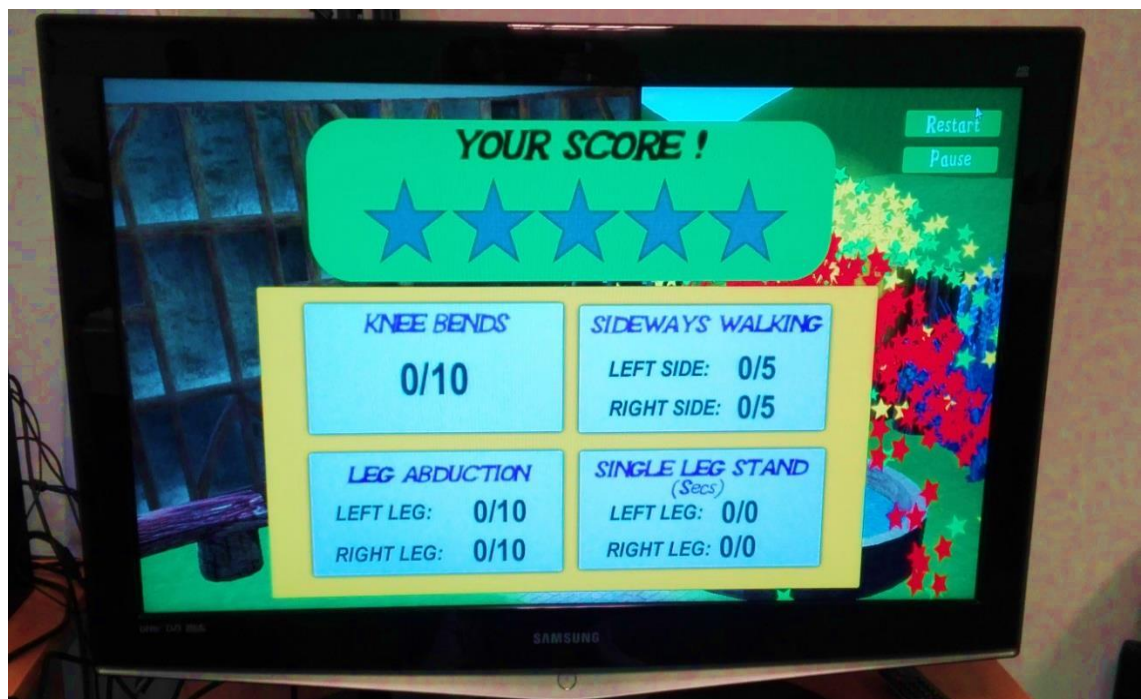 YOUR SCORE !
Restart
Pause
KNEE BENDS
0/10
SIDEWAYS WALKING
LEFT SIDE: 0/5
RIGHT SIDE: 0/5
LEG ABDUCTION
LEFT LEG: 0/10
RIGHT LEG: 0/10
SINGLE LEG STAND
(Secs)
LEFT LEG: 0/0
RIGHT LEG: 0/0
SAMSUNG